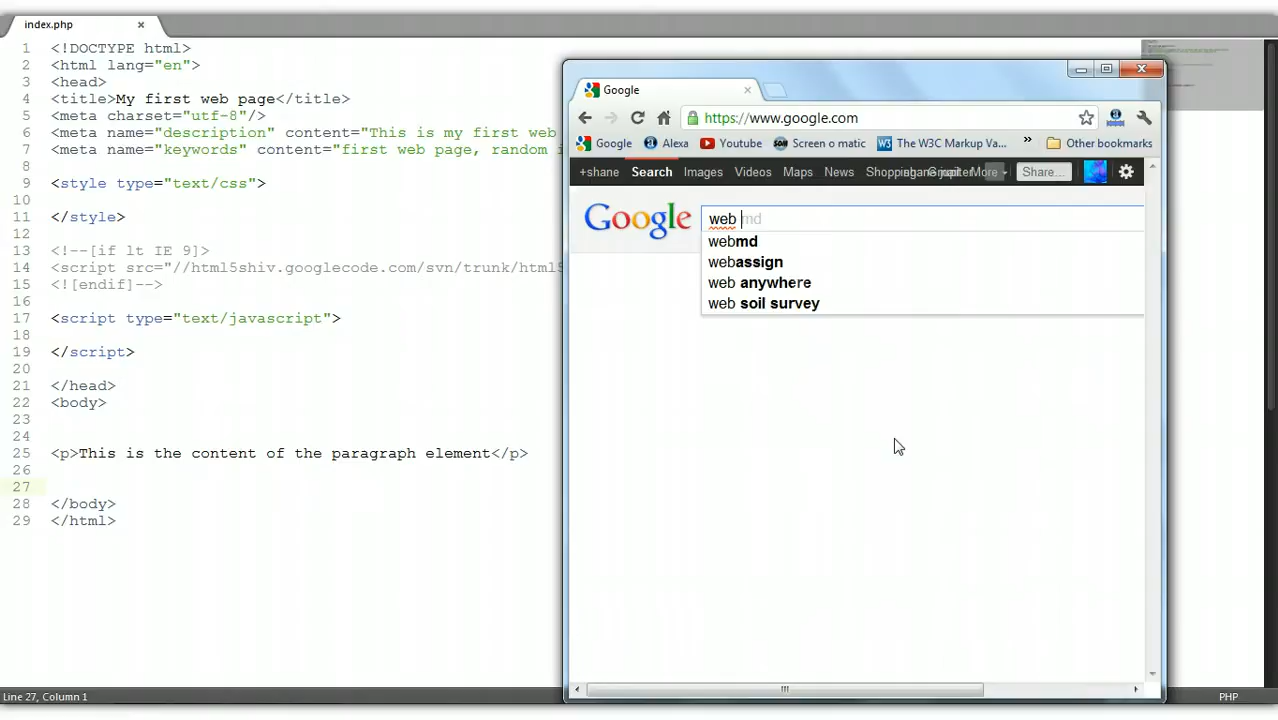 index.php
1 <!DOCTYPE html>
2 <html lang="en">
3 <head>
4 <title>My first web page</title>
5 <meta charset="utf-8"/>
6 <meta name="description" content="This is my first web
7 <meta name="keywords" content="first web page, random i
8
9 <style type="text/css">
10
11 </style>
12
13 <!--[if lt IE 9]>
14 <script src="//html5shiv.googlecode.com/svn/trunk/html5
15 <![endif]-->
16
17 <script type="text/javascript">
18
19 </script>
20
21 </head>
22 <body>
23
24
25 <p>This is the content of the paragraph element</p>
26
27
28 </body>
29 </html>
Line 27, Column 1
PHP
Google
https://www.google.com
Google Alexa Youtube Screen o matic The W3C Markup Va... » Other bookmarks
+shane Search Images Videos Maps News Shopping Gmail More shane jupiter Share...
Google
web md
webmd
webassign
web anywhere
web soil survey